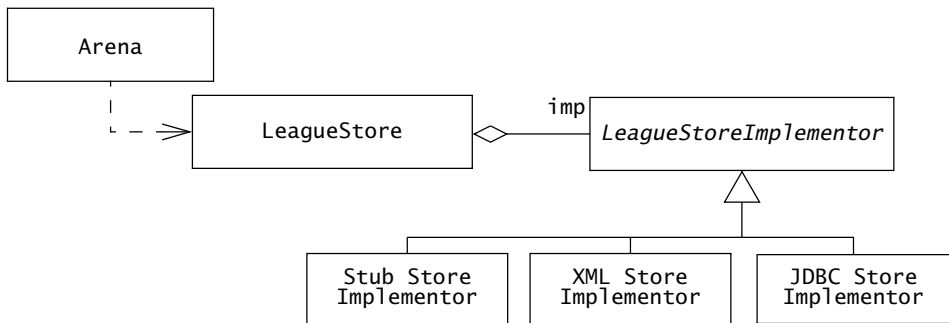 Arena
LeagueStore
imp
LeagueStoreImplementor
Stub Store
Implementor
XML Store
Implementor
JDBC Store
Implementor